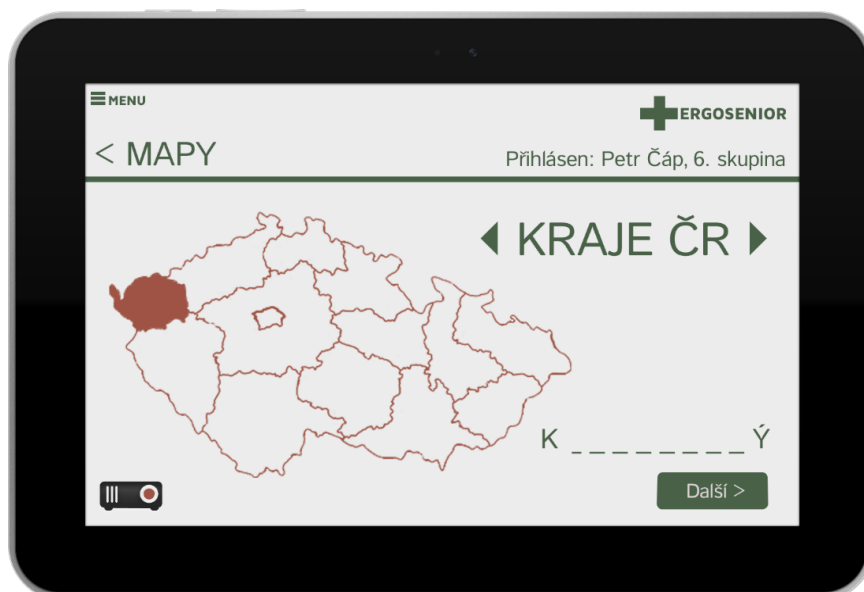 MENU
ERGOSENIOR
< MAPY
Přihlásen: Petr Čáp, 6. skupina
KRAJE ČR
K _ _ _ _ _ _ _ _ Ý
Další >